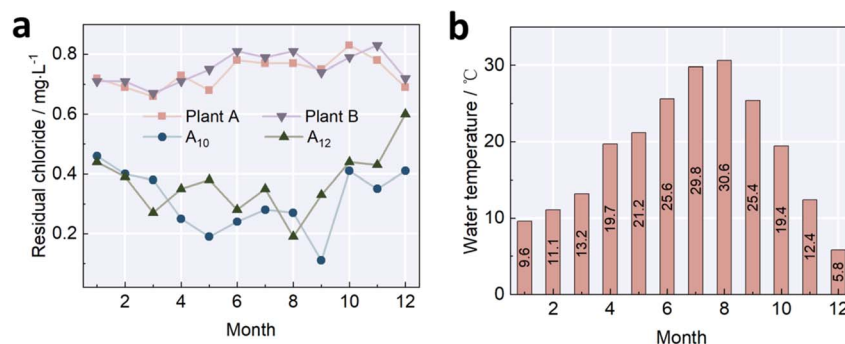 a
Residual chloride / mg·L⁻¹
0.8
0.6
0.4
0.2
Plant A
Plant B
A₁₀
A₁₂
2 4 6 8 10 12
Month
b
Water temperature / ℃
30
20
10
0
9.6
11.1
13.2
19.7
21.2
25.6
29.8
30.6
25.4
19.4
12.4
5.8
2 4 6 8 10 12
Month